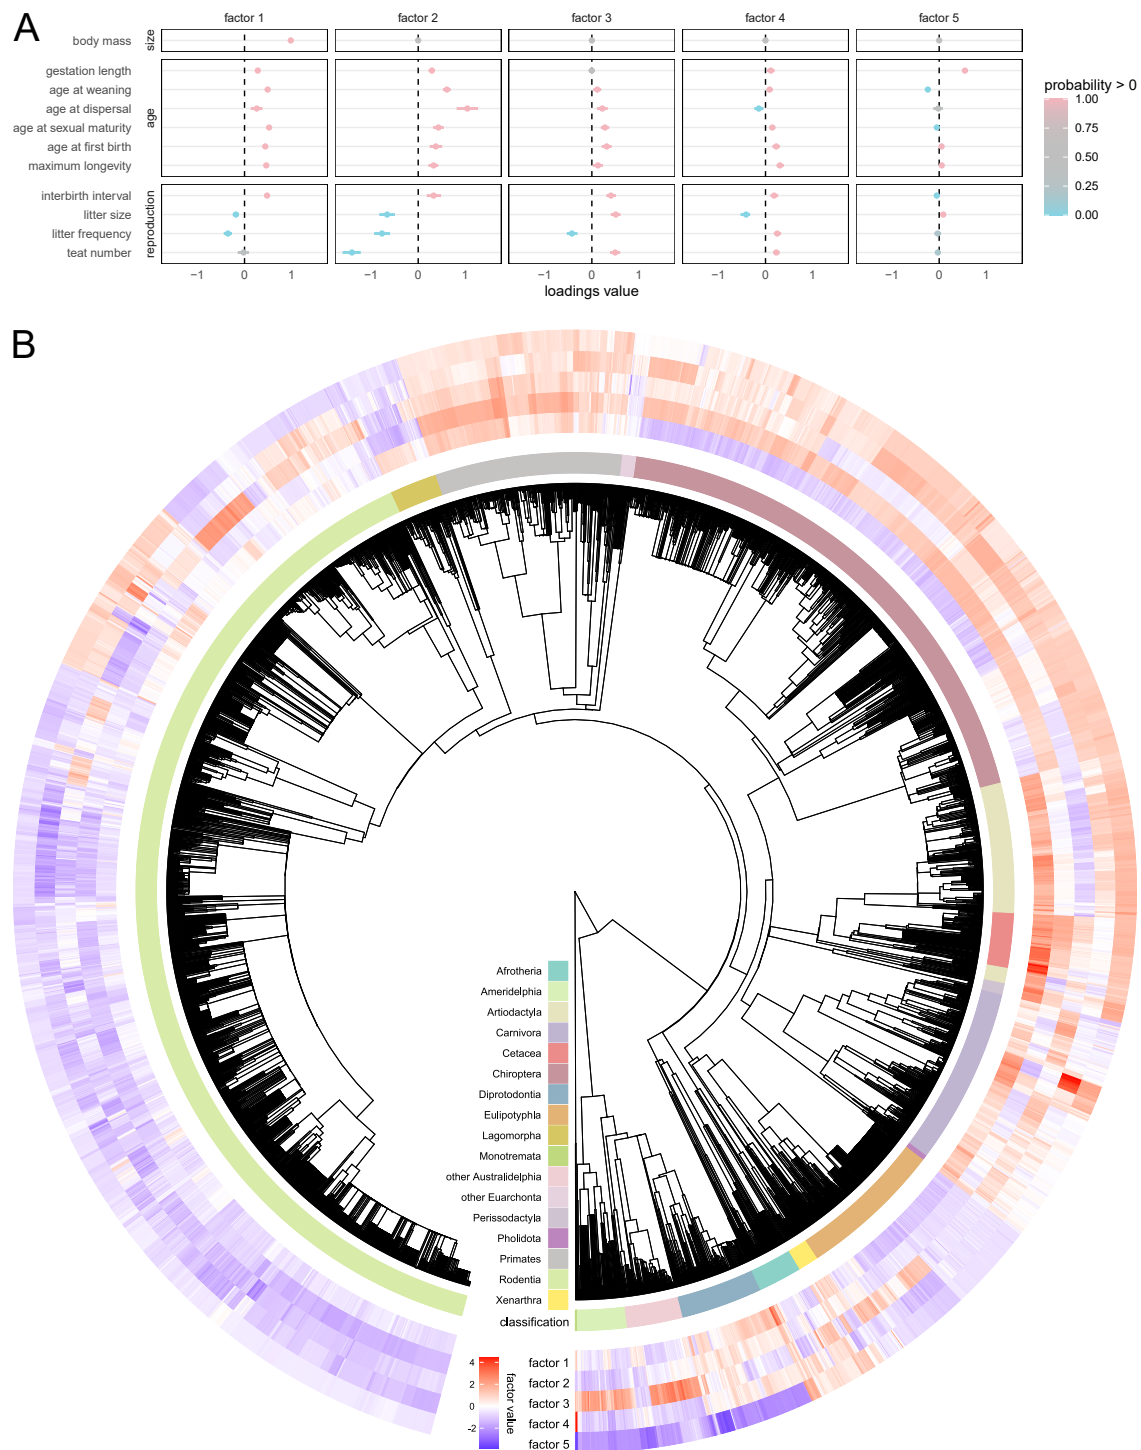 A
factor 1
factor 2
factor 3
factor 4
factor 5
body mass
size
gestation length
age at weaning
age at dispersal
age at sexual maturity
age at first birth
maximum longevity
age
interbirth interval
litter size
litter frequency
teat number
reproduction
−1 0 1
−1 0 1
−1 0 1
−1 0 1
−1 0 1
loadings value
probability > 0
1.00
0.75
0.50
0.25
0.00
B
Afrotheria
Ameridelphia
Artiodactyla
Carnivora
Cetacea
Chiroptera
Diprotodontia
Eulipotyphla
Lagomorpha
Monotremata
other Australidelphia
other Euarchonta
Perissodactyla
Pholidota
Primates
Rodentia
Xenarthra
classification
factor 1
factor 2
factor 3
factor 4
factor 5
4
2
0
-2
factor value